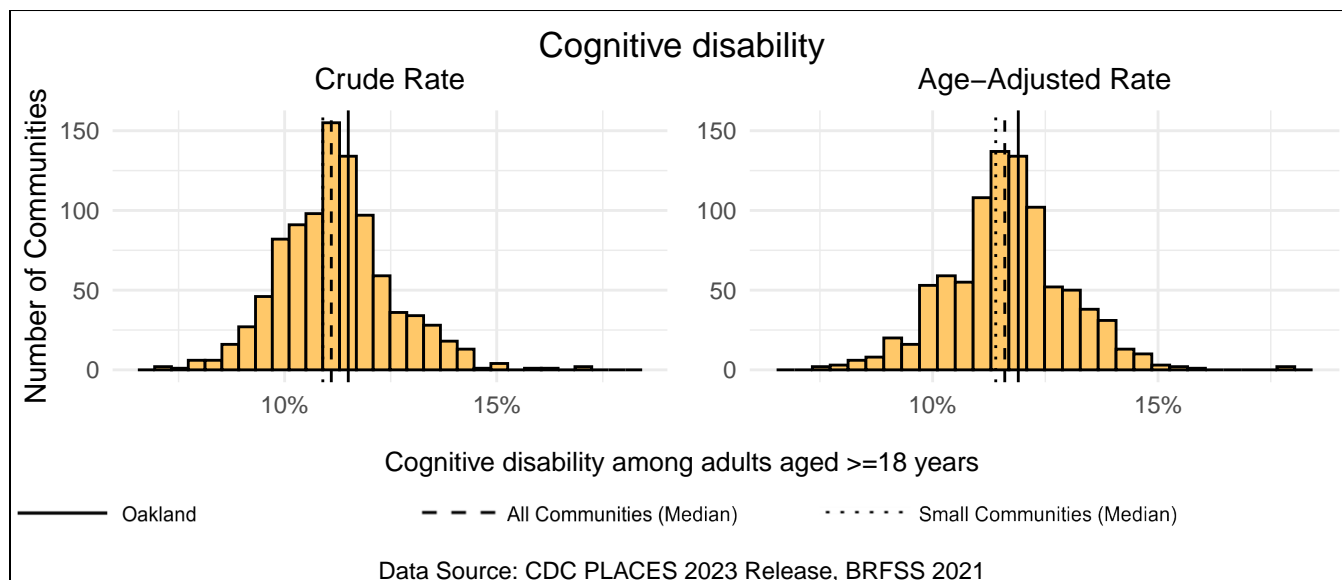 Cognitive disability
Crude Rate
Age−Adjusted Rate
Number of Communities
150
100
50
0
10%
15%
150
100
50
0
10%
15%
Cognitive disability among adults aged >=18 years
Oakland
All Communities (Median)
Small Communities (Median)
Data Source: CDC PLACES 2023 Release, BRFSS 2021